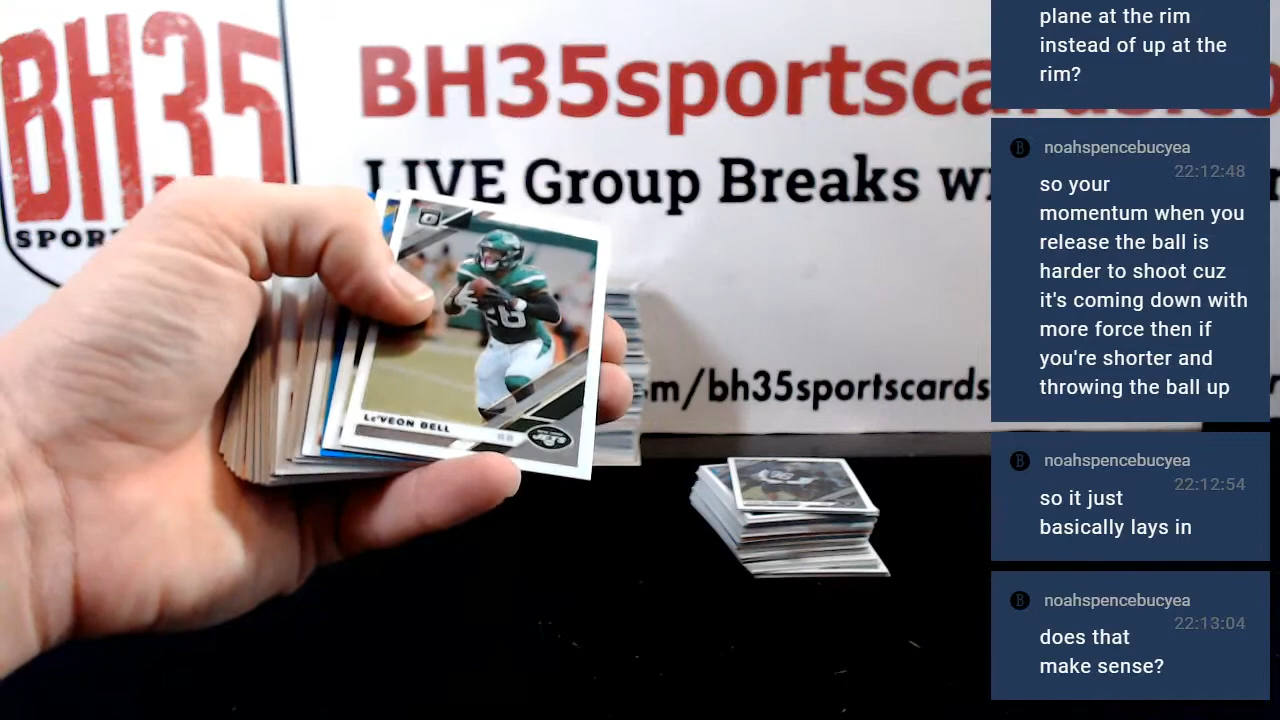 BH35
SPOR
BH35sportsca
LIVE Group Breaks w
m/bh35sportscards
26
Le'VEON BELL
RB
plane at the rim
instead of up at the
rim?
noahspencebucyea
22:12:48
so your
momentum when you
release the ball is
harder to shoot cuz
it's coming down with
more force then if
you're shorter and
throwing the ball up
noahspencebucyea
22:12:54
so it just
basically lays in
noahspencebucyea
22:13:04
does that
make sense?